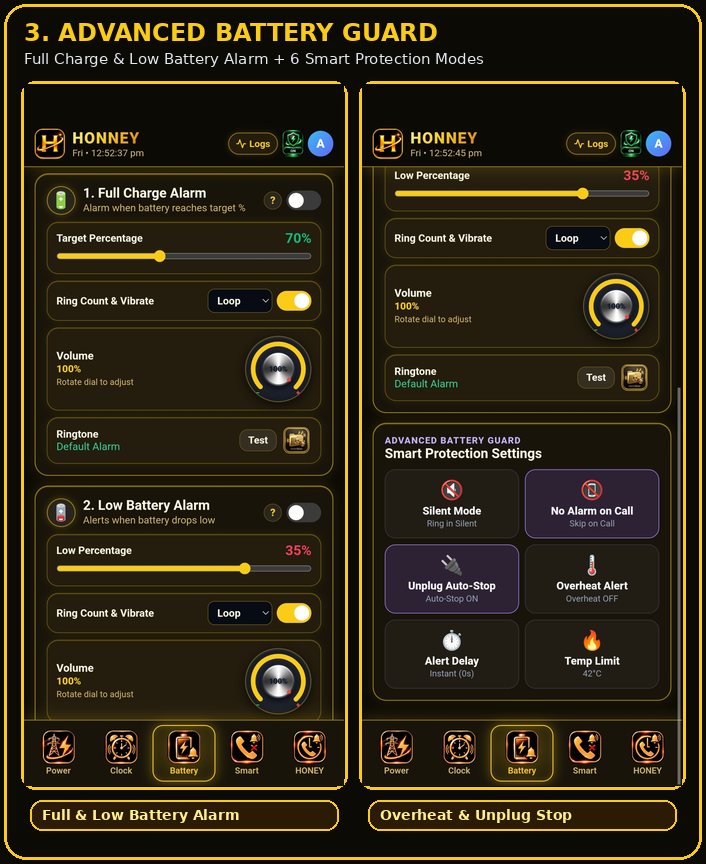 3. ADVANCED BATTERY GUARD
Full Charge & Low Battery Alarm + 6 Smart Protection Modes
HONNEY
Fri • 12:52:37 pm
Logs
ON
A
1. Full Charge Alarm
Alarm when battery reaches target %
?
Target Percentage
70%
Ring Count & Vibrate
Loop
Volume
100%
Rotate dial to adjust
100%
Ringtone
Default Alarm
Test
2. Low Battery Alarm
Alerts when battery drops low
?
Low Percentage
35%
Ring Count & Vibrate
Loop
Volume
100%
Rotate dial to adjust
100%
Power
Clock
Battery
Smart
HONEY
Full & Low Battery Alarm
HONNEY
Fri • 12:52:45 pm
Logs
ON
A
Low Percentage
35%
Ring Count & Vibrate
Loop
Volume
100%
Rotate dial to adjust
100%
Ringtone
Default Alarm
Test
ADVANCED BATTERY GUARD
Smart Protection Settings
Silent Mode
Ring in Silent
No Alarm on Call
Skip on Call
Unplug Auto-Stop
Auto-Stop ON
Overheat Alert
Overheat OFF
Alert Delay
Instant (0s)
Temp Limit
42°C
Power
Clock
Battery
Smart
HONEY
Overheat & Unplug Stop